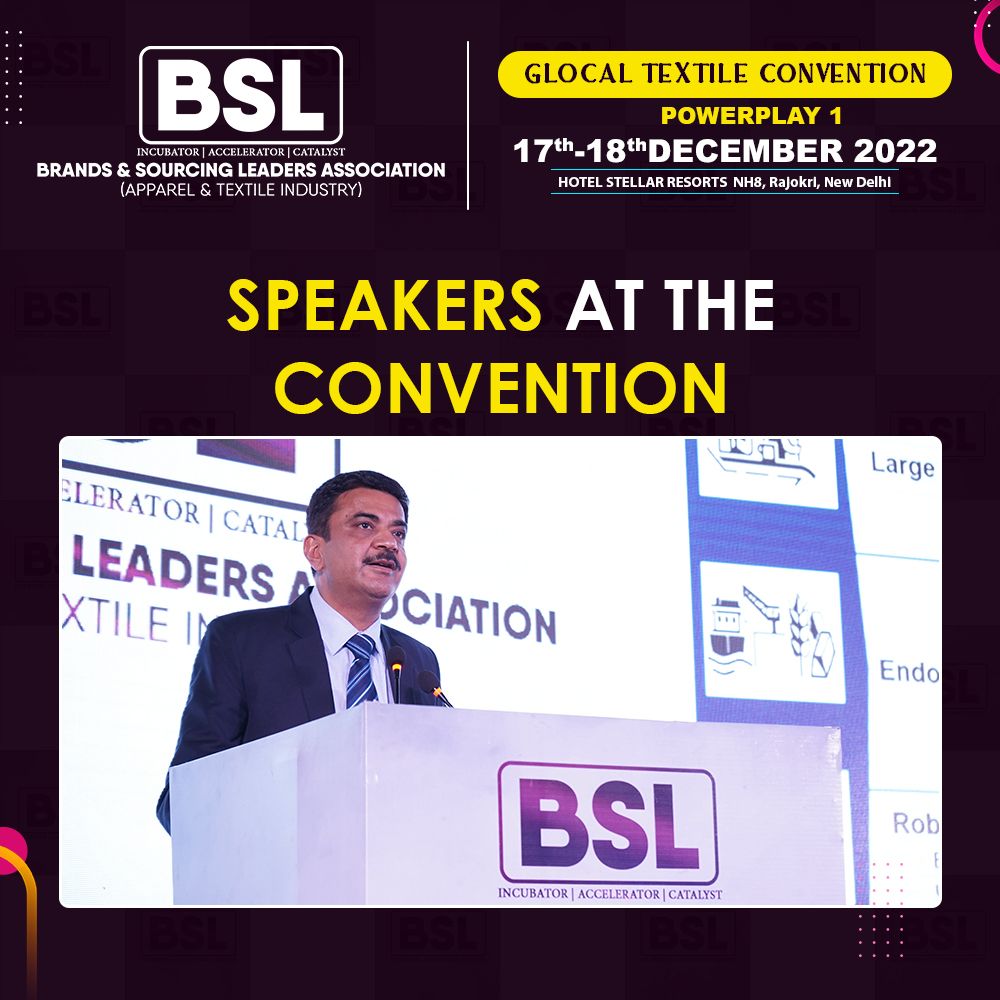 BSL
INCUBATOR | ACCELERATOR | CATALYST
BRANDS & SOURCING LEADERS ASSOCIATION
(APPAREL & TEXTILE INDUSTRY)
GLOCAL TEXTILE CONVENTION
POWERPLAY 1
17th-18thDECEMBER 2022
HOTEL STELLAR RESORTS NH8, Rajokri, New Delhi
SPEAKERS AT THE
CONVENTION
ELERATOR | CATAL
LEADERS A OCIATION
XTILE IN
Large
Endo
Rob
BSL
INCUBATOR | ACCELERATOR | CATALYST